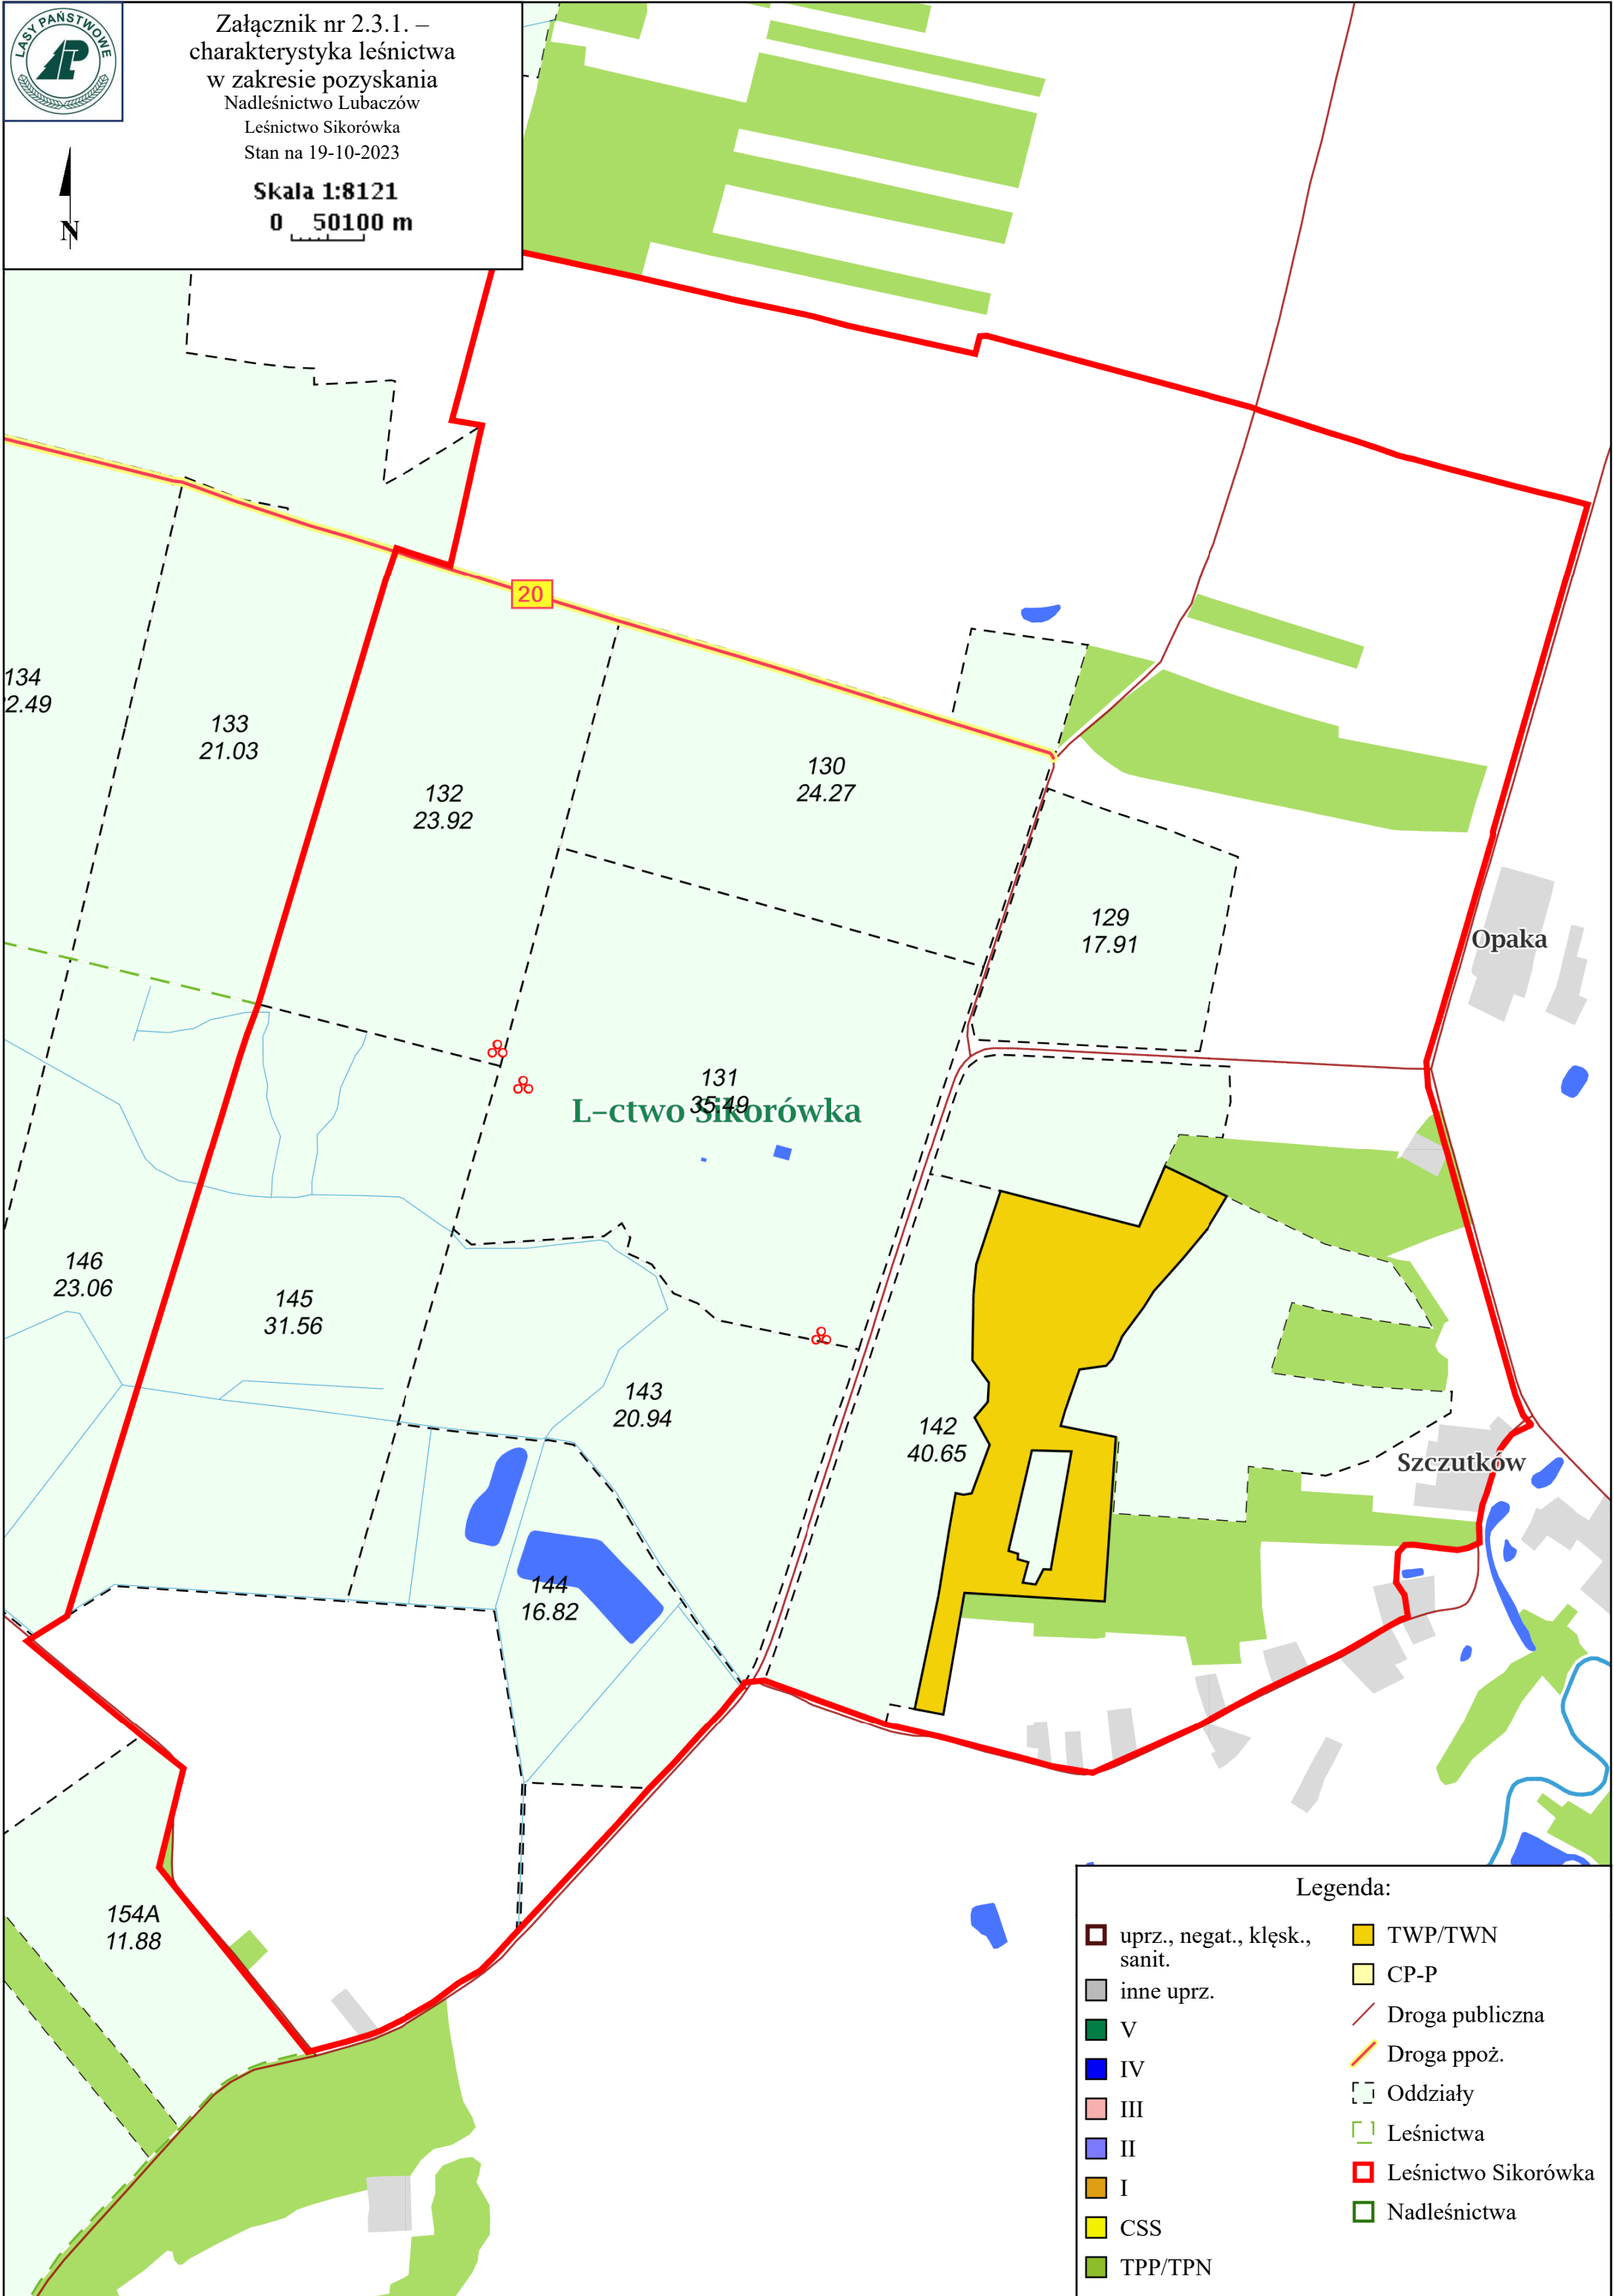 LASY PAŃSTWOWE
Załącznik nr 2.3.1. –
charakterystyka leśnictwa
w zakresie pozyskania
Nadleśnictwo Lubaczów
Leśnictwo Sikorówka
Stan na 19-10-2023
Skala 1:8121
0 50100 m
N
20
134
2.49
133
21.03
132
23.92
130
24.27
129
17.91
Opaka
131
35.49
L-ctwo Sikorówka
146
23.06
145
31.56
143
20.94
142
40.65
Szczutków
144
16.82
154A
11.88
Legenda:
uprz., negat., klęsk.,
sanit.
inne uprz.
V
IV
III
II
I
CSS
TPP/TPN
TWP/TWN
CP-P
Droga publiczna
Droga ppoż.
Oddziały
Leśnictwa
Leśnictwo Sikorówka
Nadleśnictwa